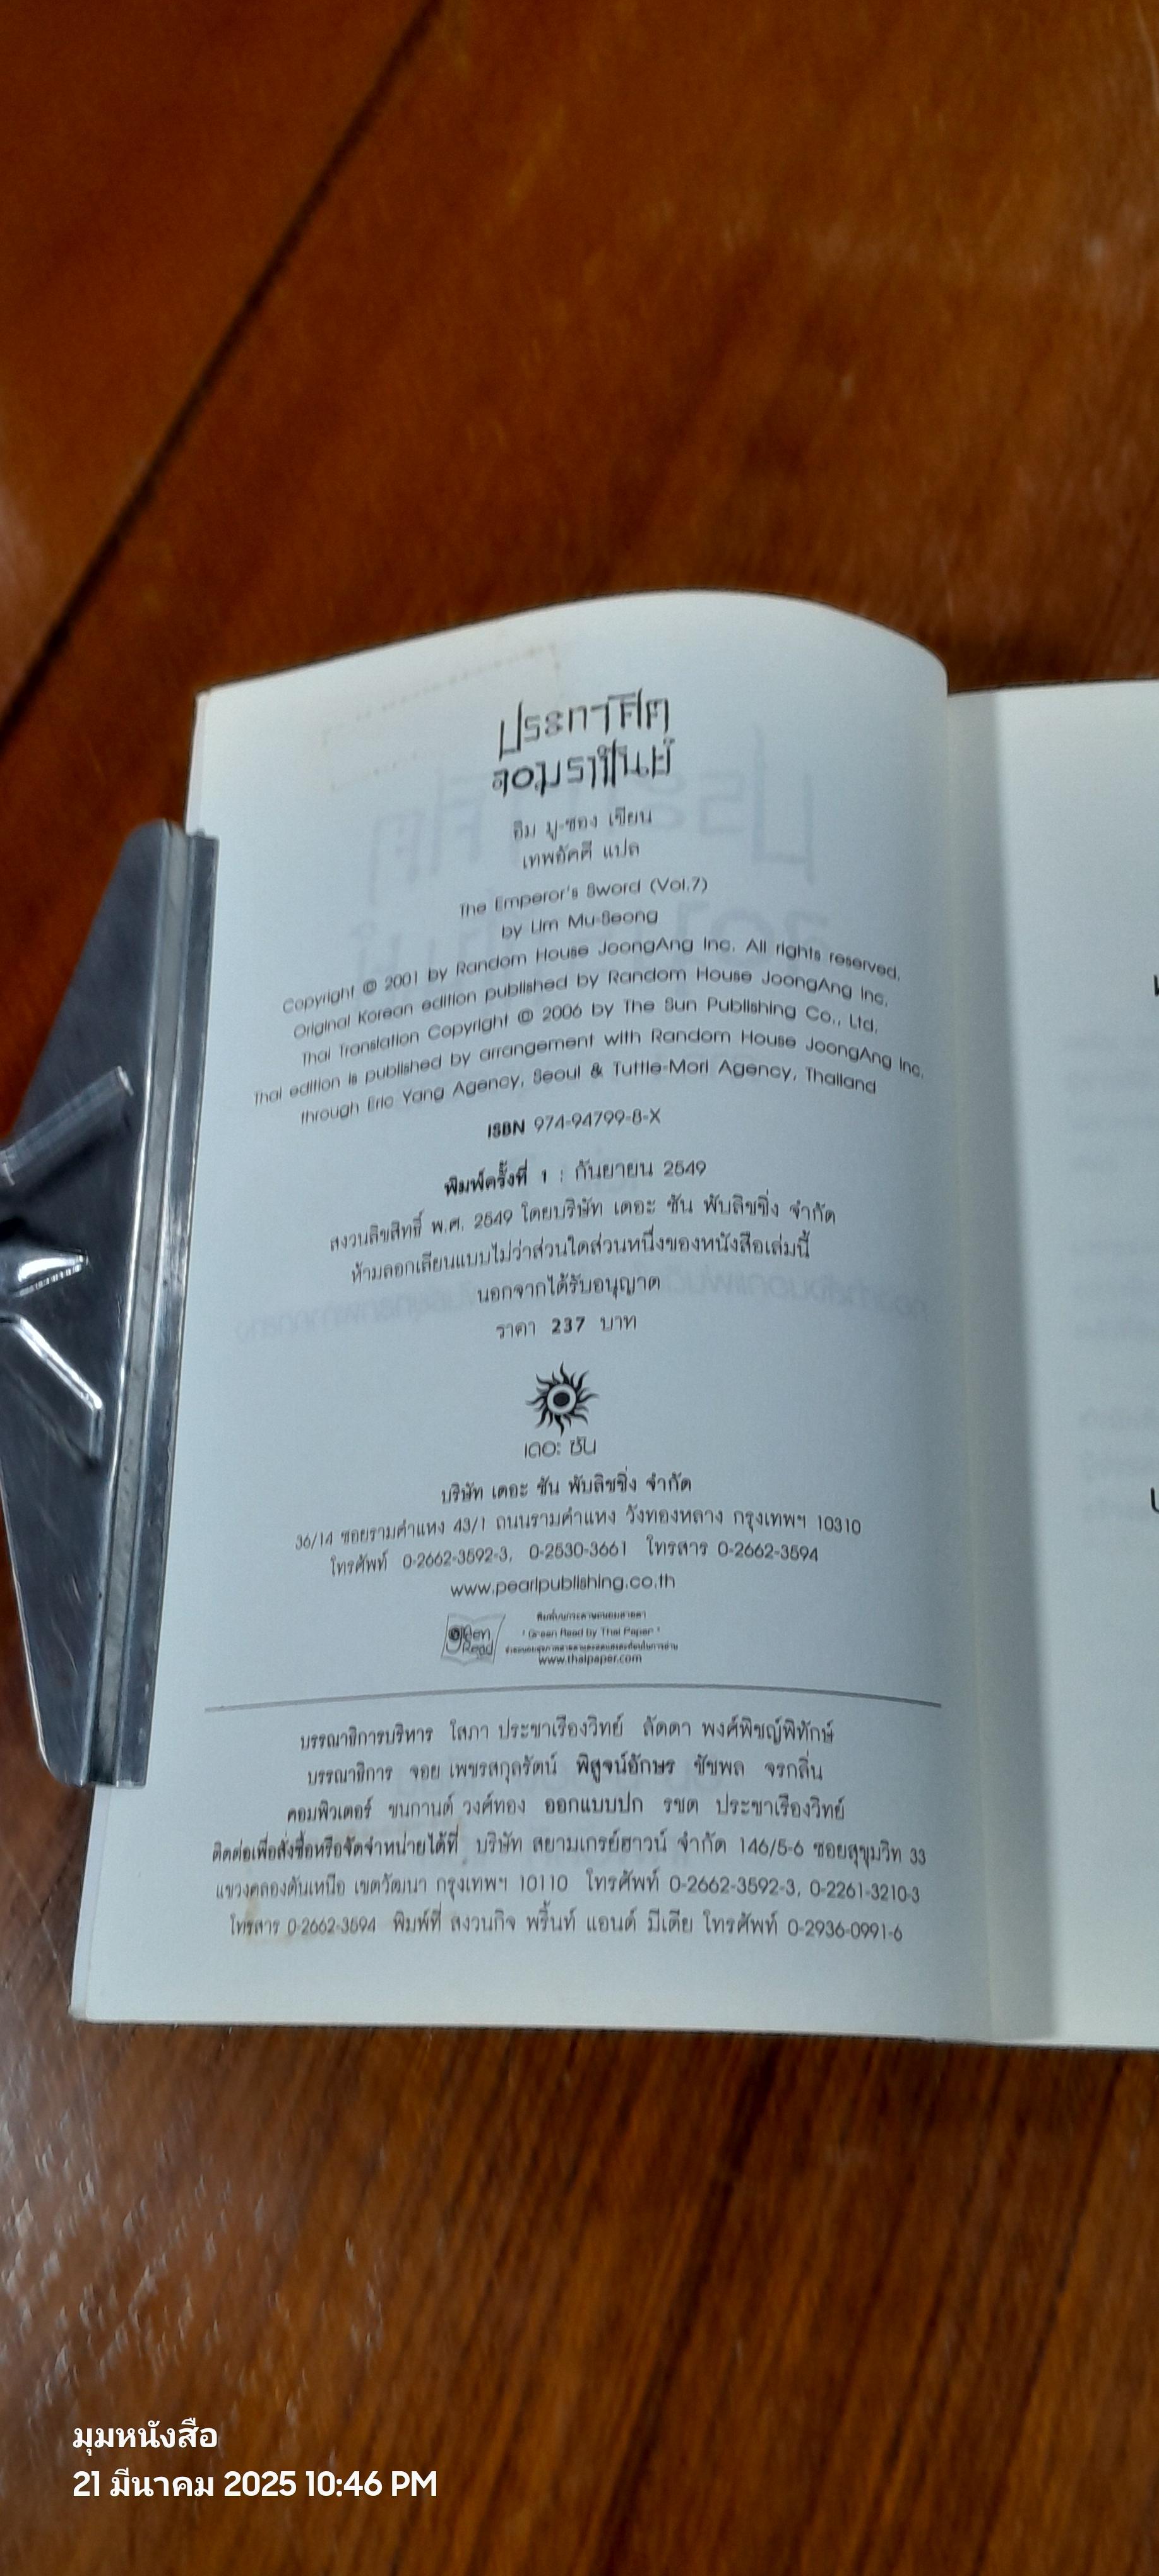 ประกาศิต
จอมราชันย์
อิม มู-ซอง เขียน
เทพอัคคี แปล
The Emperor's Sword (Vol.7)
by Lim Mu-Seong
Copyright © 2001 by Random House JoongAng Inc. All rights reserved.
Original Korean edition published by Random House JoongAng Inc.
Thai Translation Copyright © 2006 by The Sun Publishing Co., Ltd.
Thai edition is published by arrangement with Random House JoongAng Inc.
through Eric Yang Agency, Seoul & Tuttle-Mori Agency, Thailand
ISBN 974-94799-8-X
พิมพ์ครั้งที่ 1 : กันยายน 2549
สงวนลิขสิทธิ์ พ.ศ. 2549 โดยบริษัท เดอะ ซัน พับลิชชิ่ง จำกัด
ห้ามลอกเลียนแบบไม่ว่าส่วนใดส่วนหนึ่งของหนังสือเล่มนี้
นอกจากได้รับอนุญาต
ราคา 237 บาท
เดอะ ซัน
บริษัท เดอะ ซัน พับลิชชิ่ง จำกัด
36/14 ซอยรามคำแหง 43/1 ถนนรามคำแหง วังทองหลาง กรุงเทพฯ 10310
โทรศัพท์ 0-2662-3592-3, 0-2530-3661 โทรสาร 0-2662-3594
www.pearlpublishing.co.th
Green Read
พิมพ์บนกระดาษถนอมสายตา
"Green Read by Thai Paper"
www.thaipaper.com
บรรณาธิการบริหาร โสภา ประชาเรืองวิทย์ ลัดดา พงศ์พิชญ์พิทักษ์
บรรณาธิการ จอย เพชรสกุลรัตน์ พิสูจน์อักษร ชัชพล จรกลิ่น
คอมพิวเตอร์ ชนกานต์ วงศ์ทอง ออกแบบปก รชต ประชาเรืองวิทย์
ติดต่อเพื่อสั่งซื้อหรือจัดจำหน่ายได้ที่ บริษัท สยามเกรย์ฮาวน์ จำกัด 146/5-6 ซอยสุขุมวิท 33
แขวงคลองตันเหนือ เขตวัฒนา กรุงเทพฯ 10110 โทรศัพท์ 0-2662-3592-3, 0-2261-3210-3
โทรสาร 0-2662-3594 พิมพ์ที่ สงวนกิจ พริ้นท์ แอนด์ มีเดีย โทรศัพท์ 0-2936-0991-6
มุมหนังสือ
21 มีนาคม 2025 10:46 PM